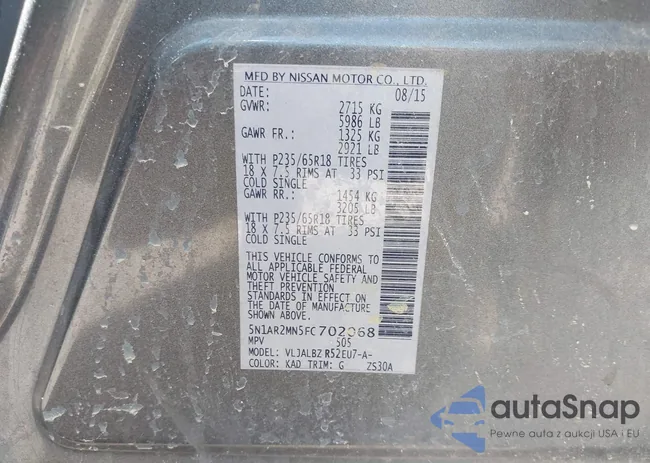 MFD BY NISSAN MOTOR CO., LTD.
DATE: 08/15
GVWR: 2715 KG
5986 LB
GAWR FR.: 1325 KG
2921 LB
WITH P235/65R18 TIRES
18 X 7.5 RIMS AT 33 PSI
COLD SINGLE
GAWR RR.: 1454 KG
3205 LB
WITH P235/65R18 TIRES
18 X 7.5 RIMS AT 33 PSI
COLD SINGLE
THIS VEHICLE CONFORMS TO
ALL APPLICABLE FEDERAL
MOTOR VEHICLE SAFETY AND
THEFT PREVENTION
STANDARDS IN EFFECT ON
THE DATE OF MANUFACTURE
SHOWN ABOVE.
5N1AR2MN5FC702068
MPV 505
MODEL: VLJALBZ R52EU7-A-
COLOR: KAD TRIM: G ZS30A
autaSnap
Pewne auta z aukcji USA i EU